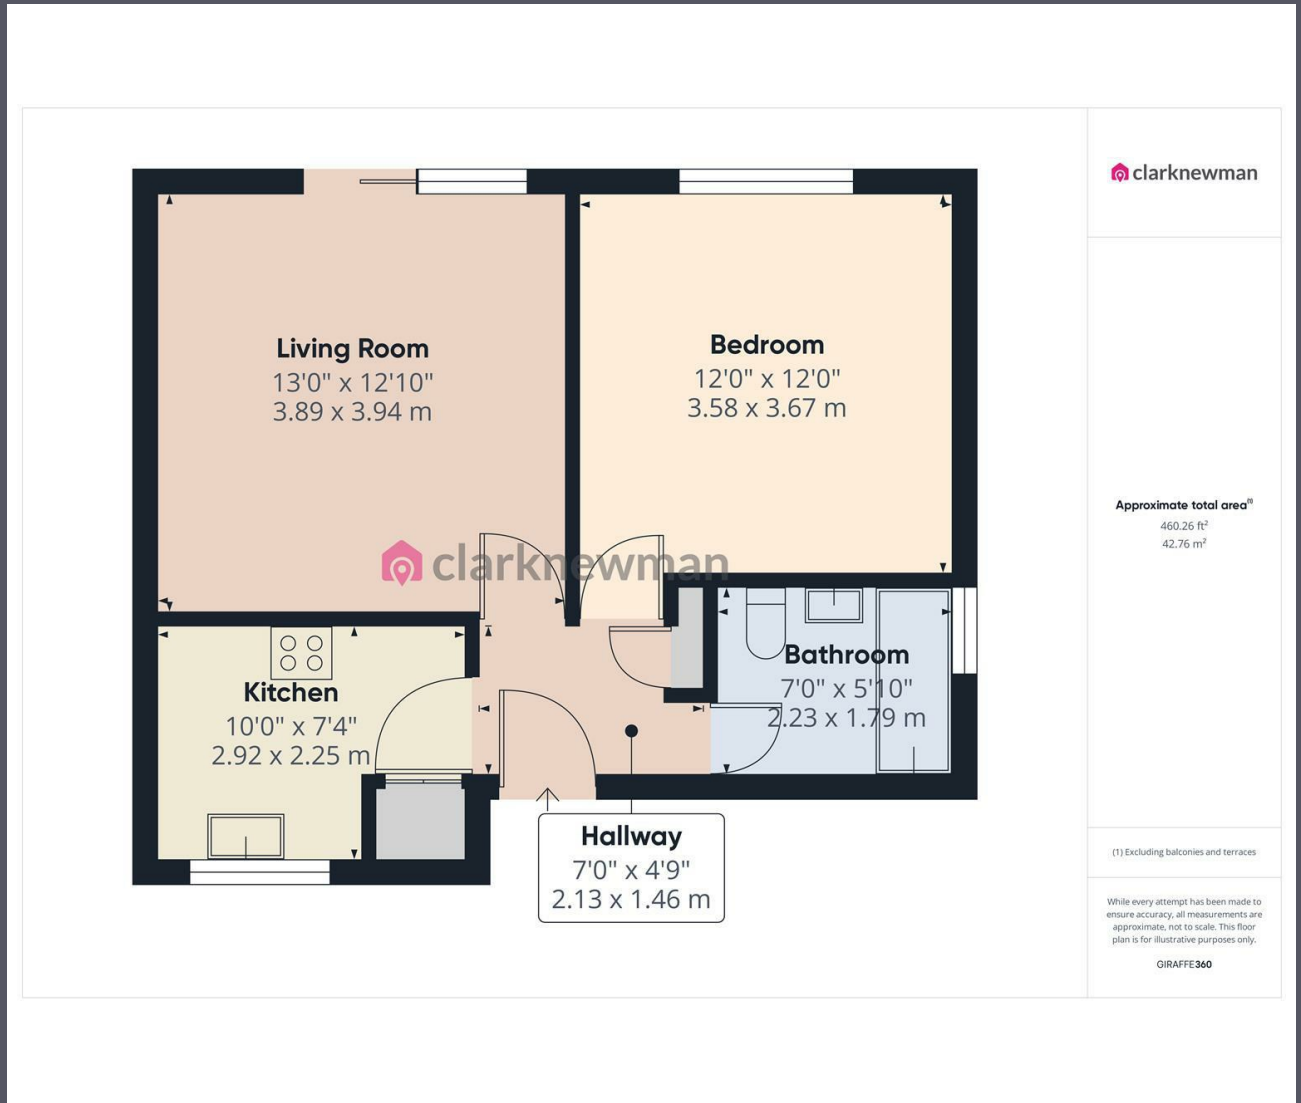 clarknewman
Living Room
13'0" x 12'10"
3.89 x 3.94 m
Bedroom
12'0" x 12'0"
3.58 x 3.67 m
clarknewman
Kitchen
10'0" x 7'4"
2.92 x 2.25 m
Bathroom
7'0" x 5'10"
2.23 x 1.79 m
Hallway
7'0" x 4'9"
2.13 x 1.46 m
Approximate total area⁽¹⁾
460.26 ft²
42.76 m²
(1) Excluding balconies and terraces
While every attempt has been made to
ensure accuracy, all measurements are
approximate, not to scale. This floor
plan is for illustrative purposes only.
GIRAFFE360